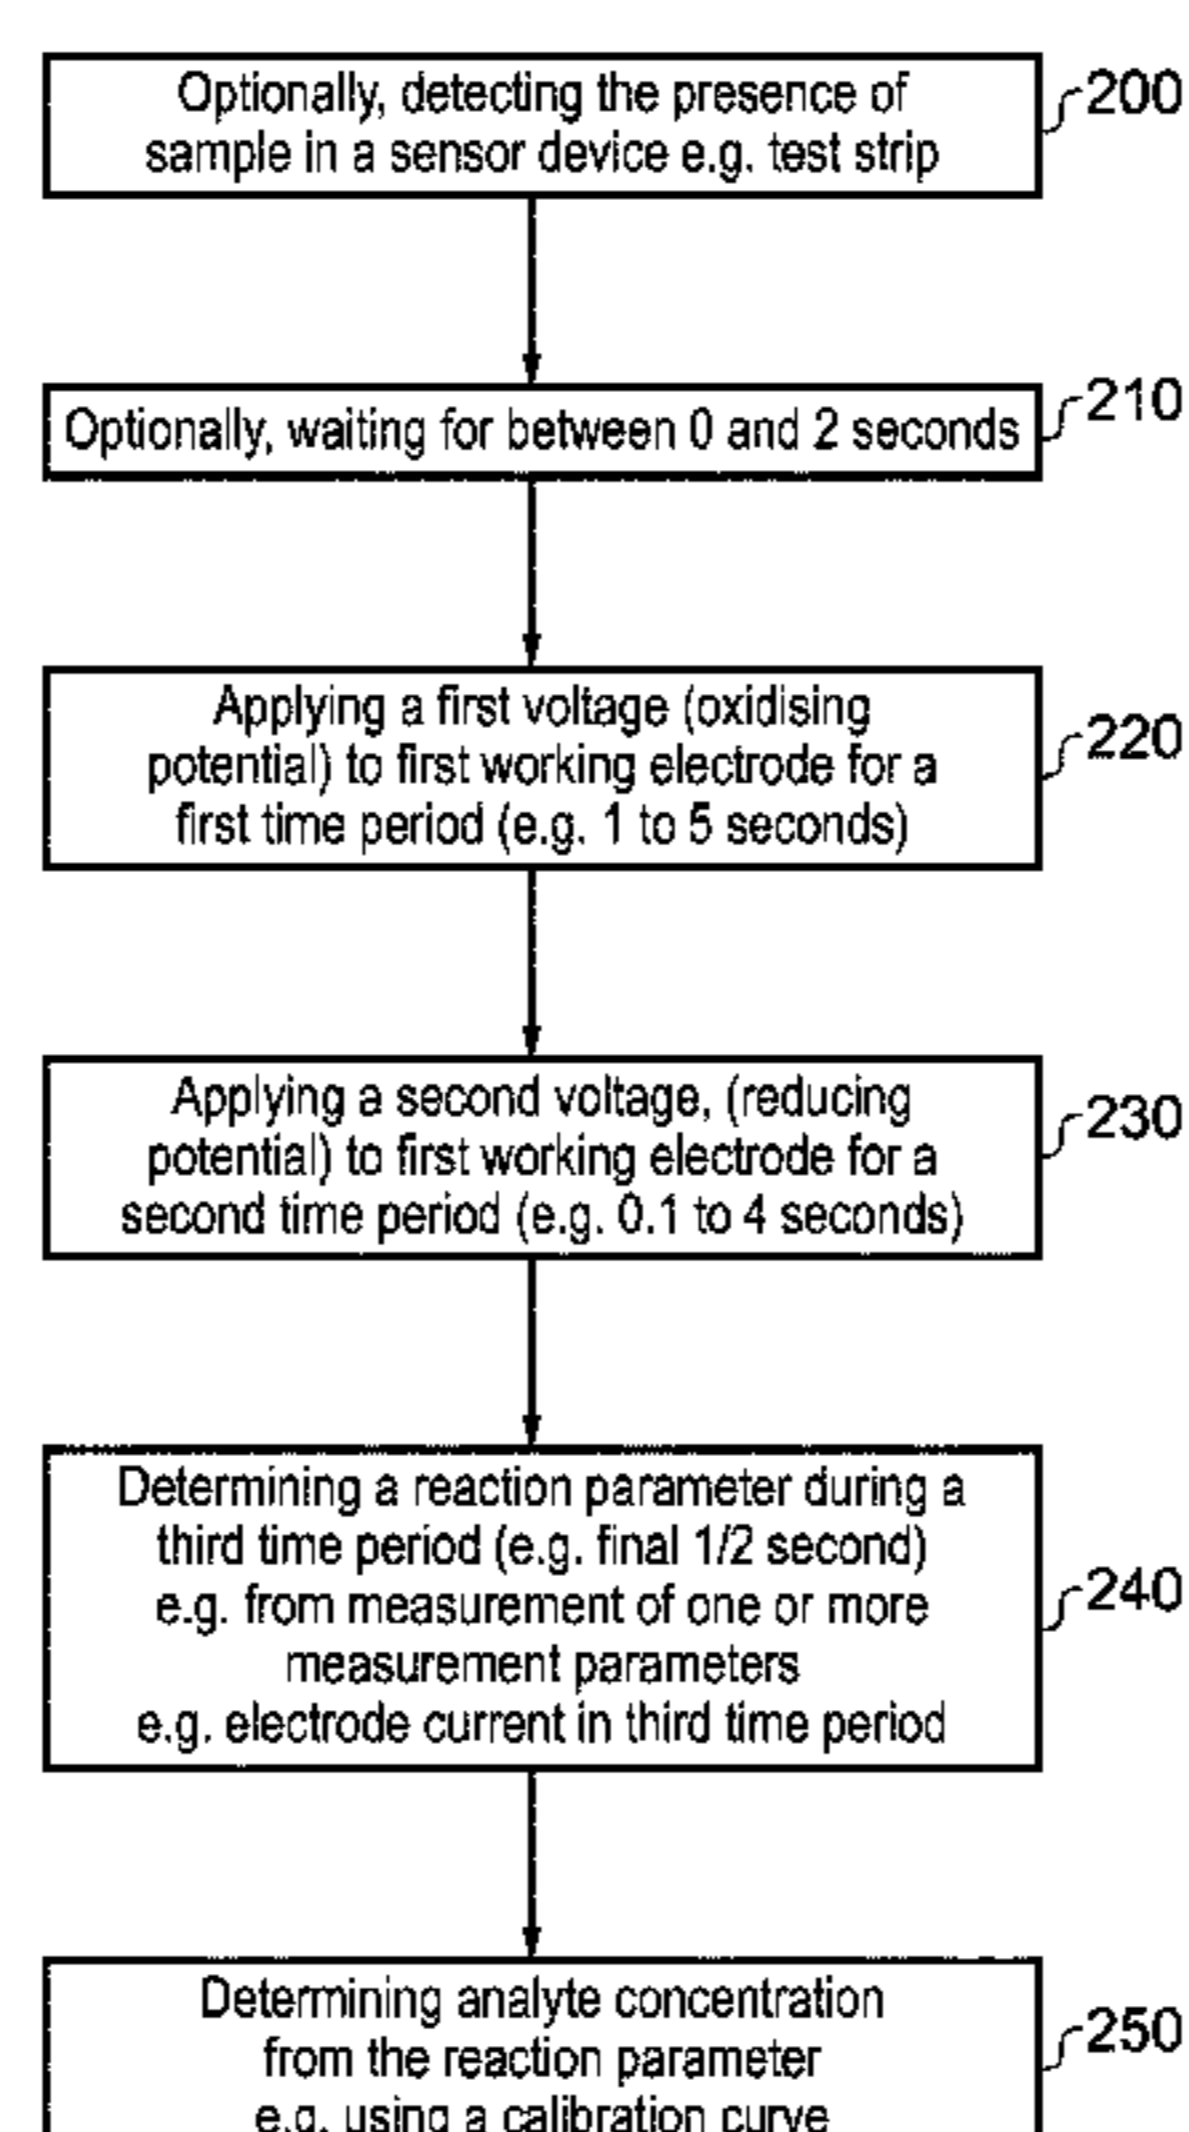 Optionally, detecting the presence of
sample in a sensor device e.g. test strip
200
Optionally, waiting for between 0 and 2 seconds
210
Applying a first voltage (oxidising
potential) to first working electrode for a
first time period (e.g. 1 to 5 seconds)
220
Applying a second voltage, (reducing
potential) to first working electrode for a
second time period (e.g. 0.1 to 4 seconds)
230
Determining a reaction parameter during a
third time period (e.g. final 1/2 second)
e.g. from measurement of one or more
measurement parameters
e.g. electrode current in third time period
240
Determining analyte concentration
from the reaction parameter
e.g. using a calibration curve
250